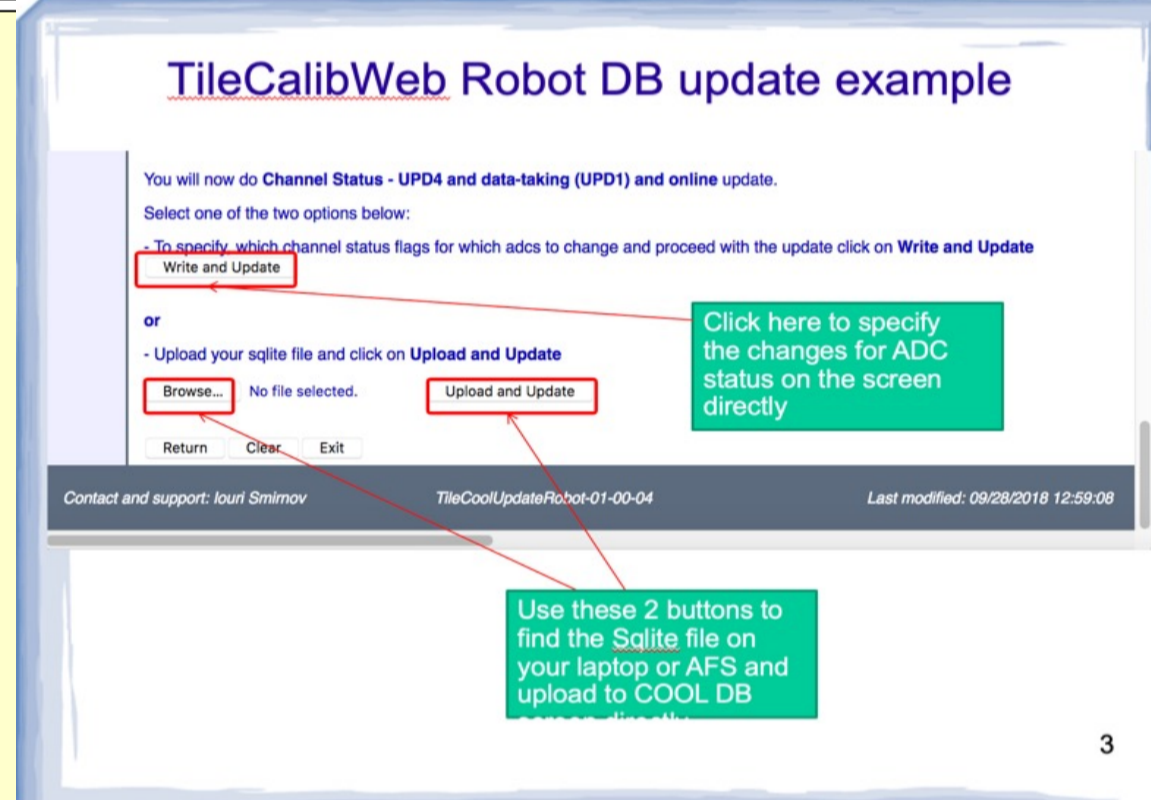 TileCalibWeb Robot DB update example
You will now do Channel Status - UPD4 and data-taking (UPD1) and online update.
Select one of the two options below:
- To specify, which channel status flags for which adcs to change and proceed with the update click on Write and Update
Write and Update
or
- Upload your sqlite file and click on Upload and Update
Browse... No file selected. Upload and Update
Return Clear Exit
Click here to specify
the changes for ADC
status on the screen
directly
Contact and support: Iouri Smirnov TileCoolUpdateRobot-01-00-04 Last modified: 09/28/2018 12:59:08
Use these 2 buttons to
find the Sqlite file on
your laptop or AFS and
upload to COOL DB
screen directly
3